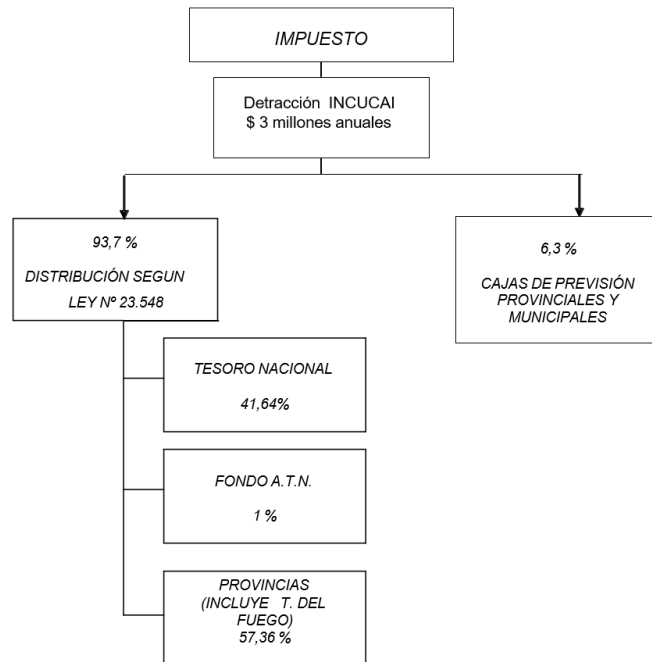 IMPUESTO
Detracción INCUCAI
$ 3 millones anuales
93,7 %
DISTRIBUCIÓN SEGUN
LEY Nº 23.548
6,3 %
CAJAS DE PREVISIÓN
PROVINCIALES Y
MUNICIPALES
TESORO NACIONAL
41,64%
FONDO A.T.N.
1 %
PROVINCIAS
(INCLUYE T. DEL
FUEGO)
57,36 %